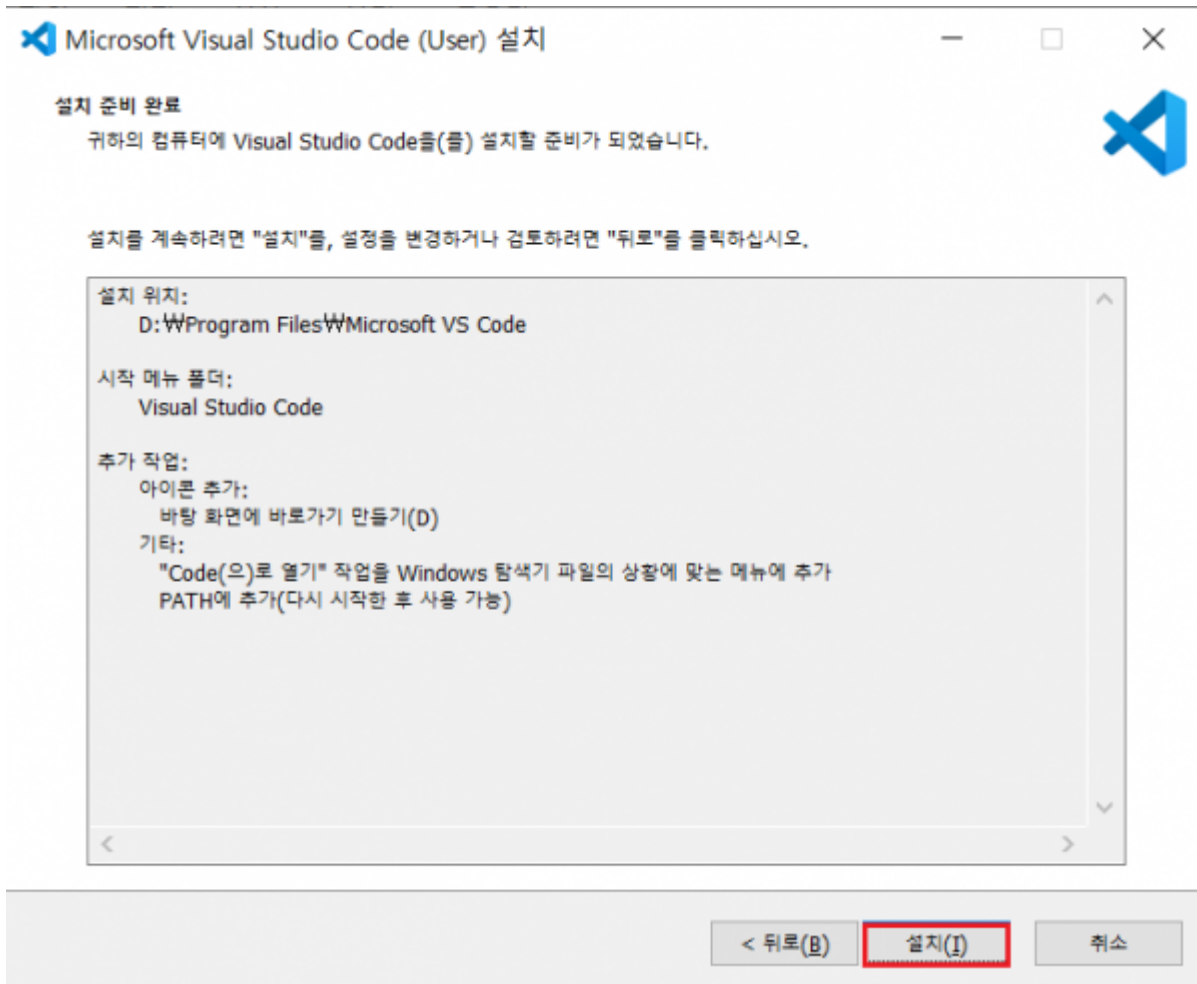 Microsoft Visual Studio Code (User) 설치
설치 준비 완료
귀하의 컴퓨터에 Visual Studio Code을(를) 설치할 준비가 되었습니다.
설치를 계속하려면 "설치"를, 설정을 변경하거나 검토하려면 "뒤로"를 클릭하십시오.
설치 위치:
D:₩Program Files₩Microsoft VS Code
시작 메뉴 폴더:
Visual Studio Code
추가 작업:
아이콘 추가:
바탕 화면에 바로가기 만들기(D)
기타:
"Code(으)로 열기" 작업을 Windows 탐색기 파일의 상황에 맞는 메뉴에 추가
PATH에 추가(다시 시작한 후 사용 가능)
< 뒤로(B) 설치(I) 취소